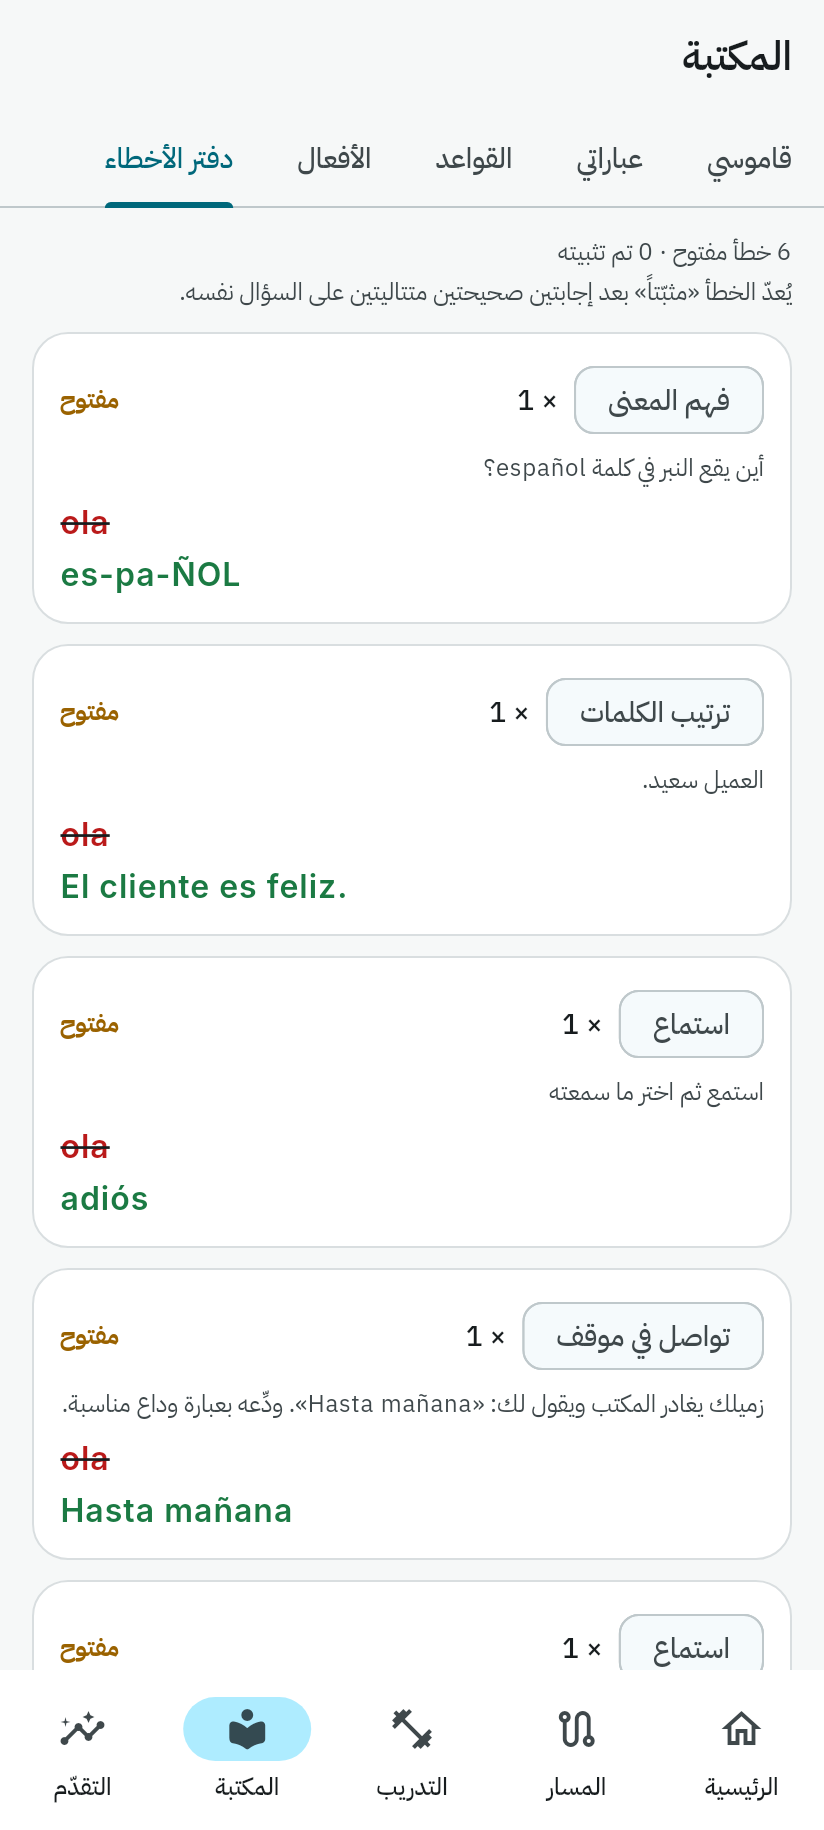 المكتبة
قاموسي عباراتي القواعد الأفعال دفتر الأخطاء
6 خطأ مفتوح · 0 تم تثبيته
يُعدّ الخطأ «مثبّتاً» بعد إجابتين صحيحتين متتاليتين على السؤال نفسه.
فهم المعنى × 1 مفتوح
أين يقع النبر في كلمة español؟
ola
es-pa-ÑOL
ترتيب الكلمات × 1 مفتوح
العميل سعيد.
ola
El cliente es feliz.
استماع × 1 مفتوح
استمع ثم اختر ما سمعته
ola
adiós
تواصل في موقف × 1 مفتوح
زميلك يغادر المكتب ويقول لك: «Hasta mañana». ودِّعه بعبارة وداع مناسبة.
ola
Hasta mañana
استماع × 1 مفتوح
الرئيسية المسار التدريب المكتبة التقدّم